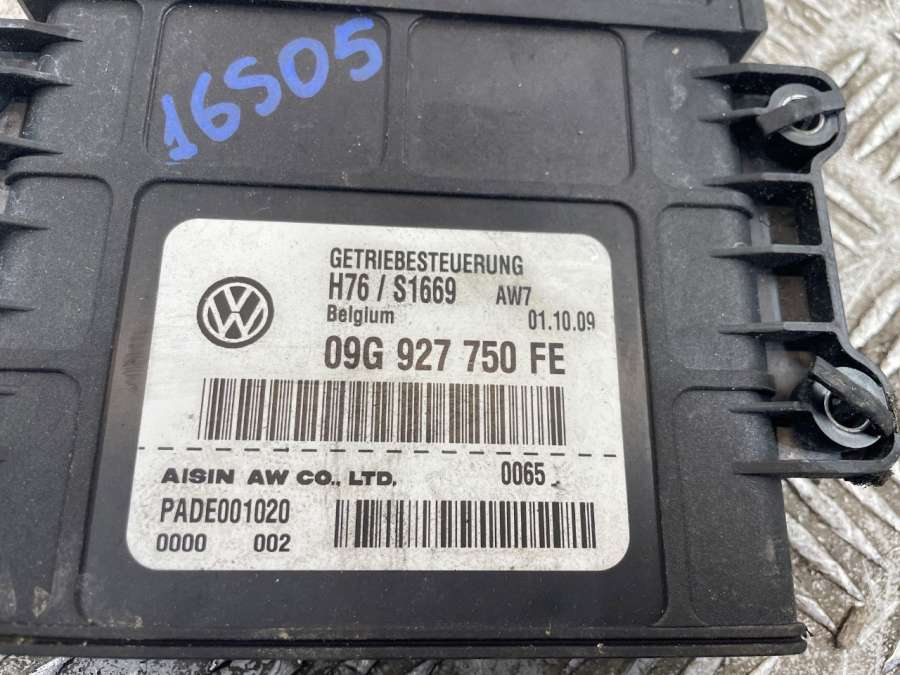 16S05
GETRIEBESTEUERUNG
H76 / S1669 AW7
Belgium 01.10.09
09G 927 750 FE
AISIN AW CO., LTD. 0065
PADE001020
0000 002